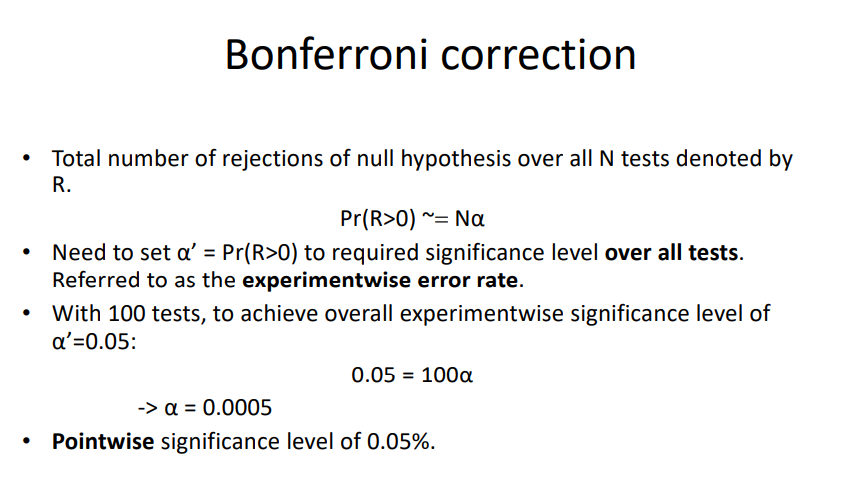 Bonferroni correction
• Total number of rejections of null hypothesis over all N tests denoted by
R.
Pr(R>0) ~= Nα
• Need to set α’ = Pr(R>0) to required significance level over all tests.
Referred to as the experimentwise error rate.
• With 100 tests, to achieve overall experimentwise significance level of
α’=0.05:
0.05 = 100α
-> α = 0.0005
• Pointwise significance level of 0.05%.